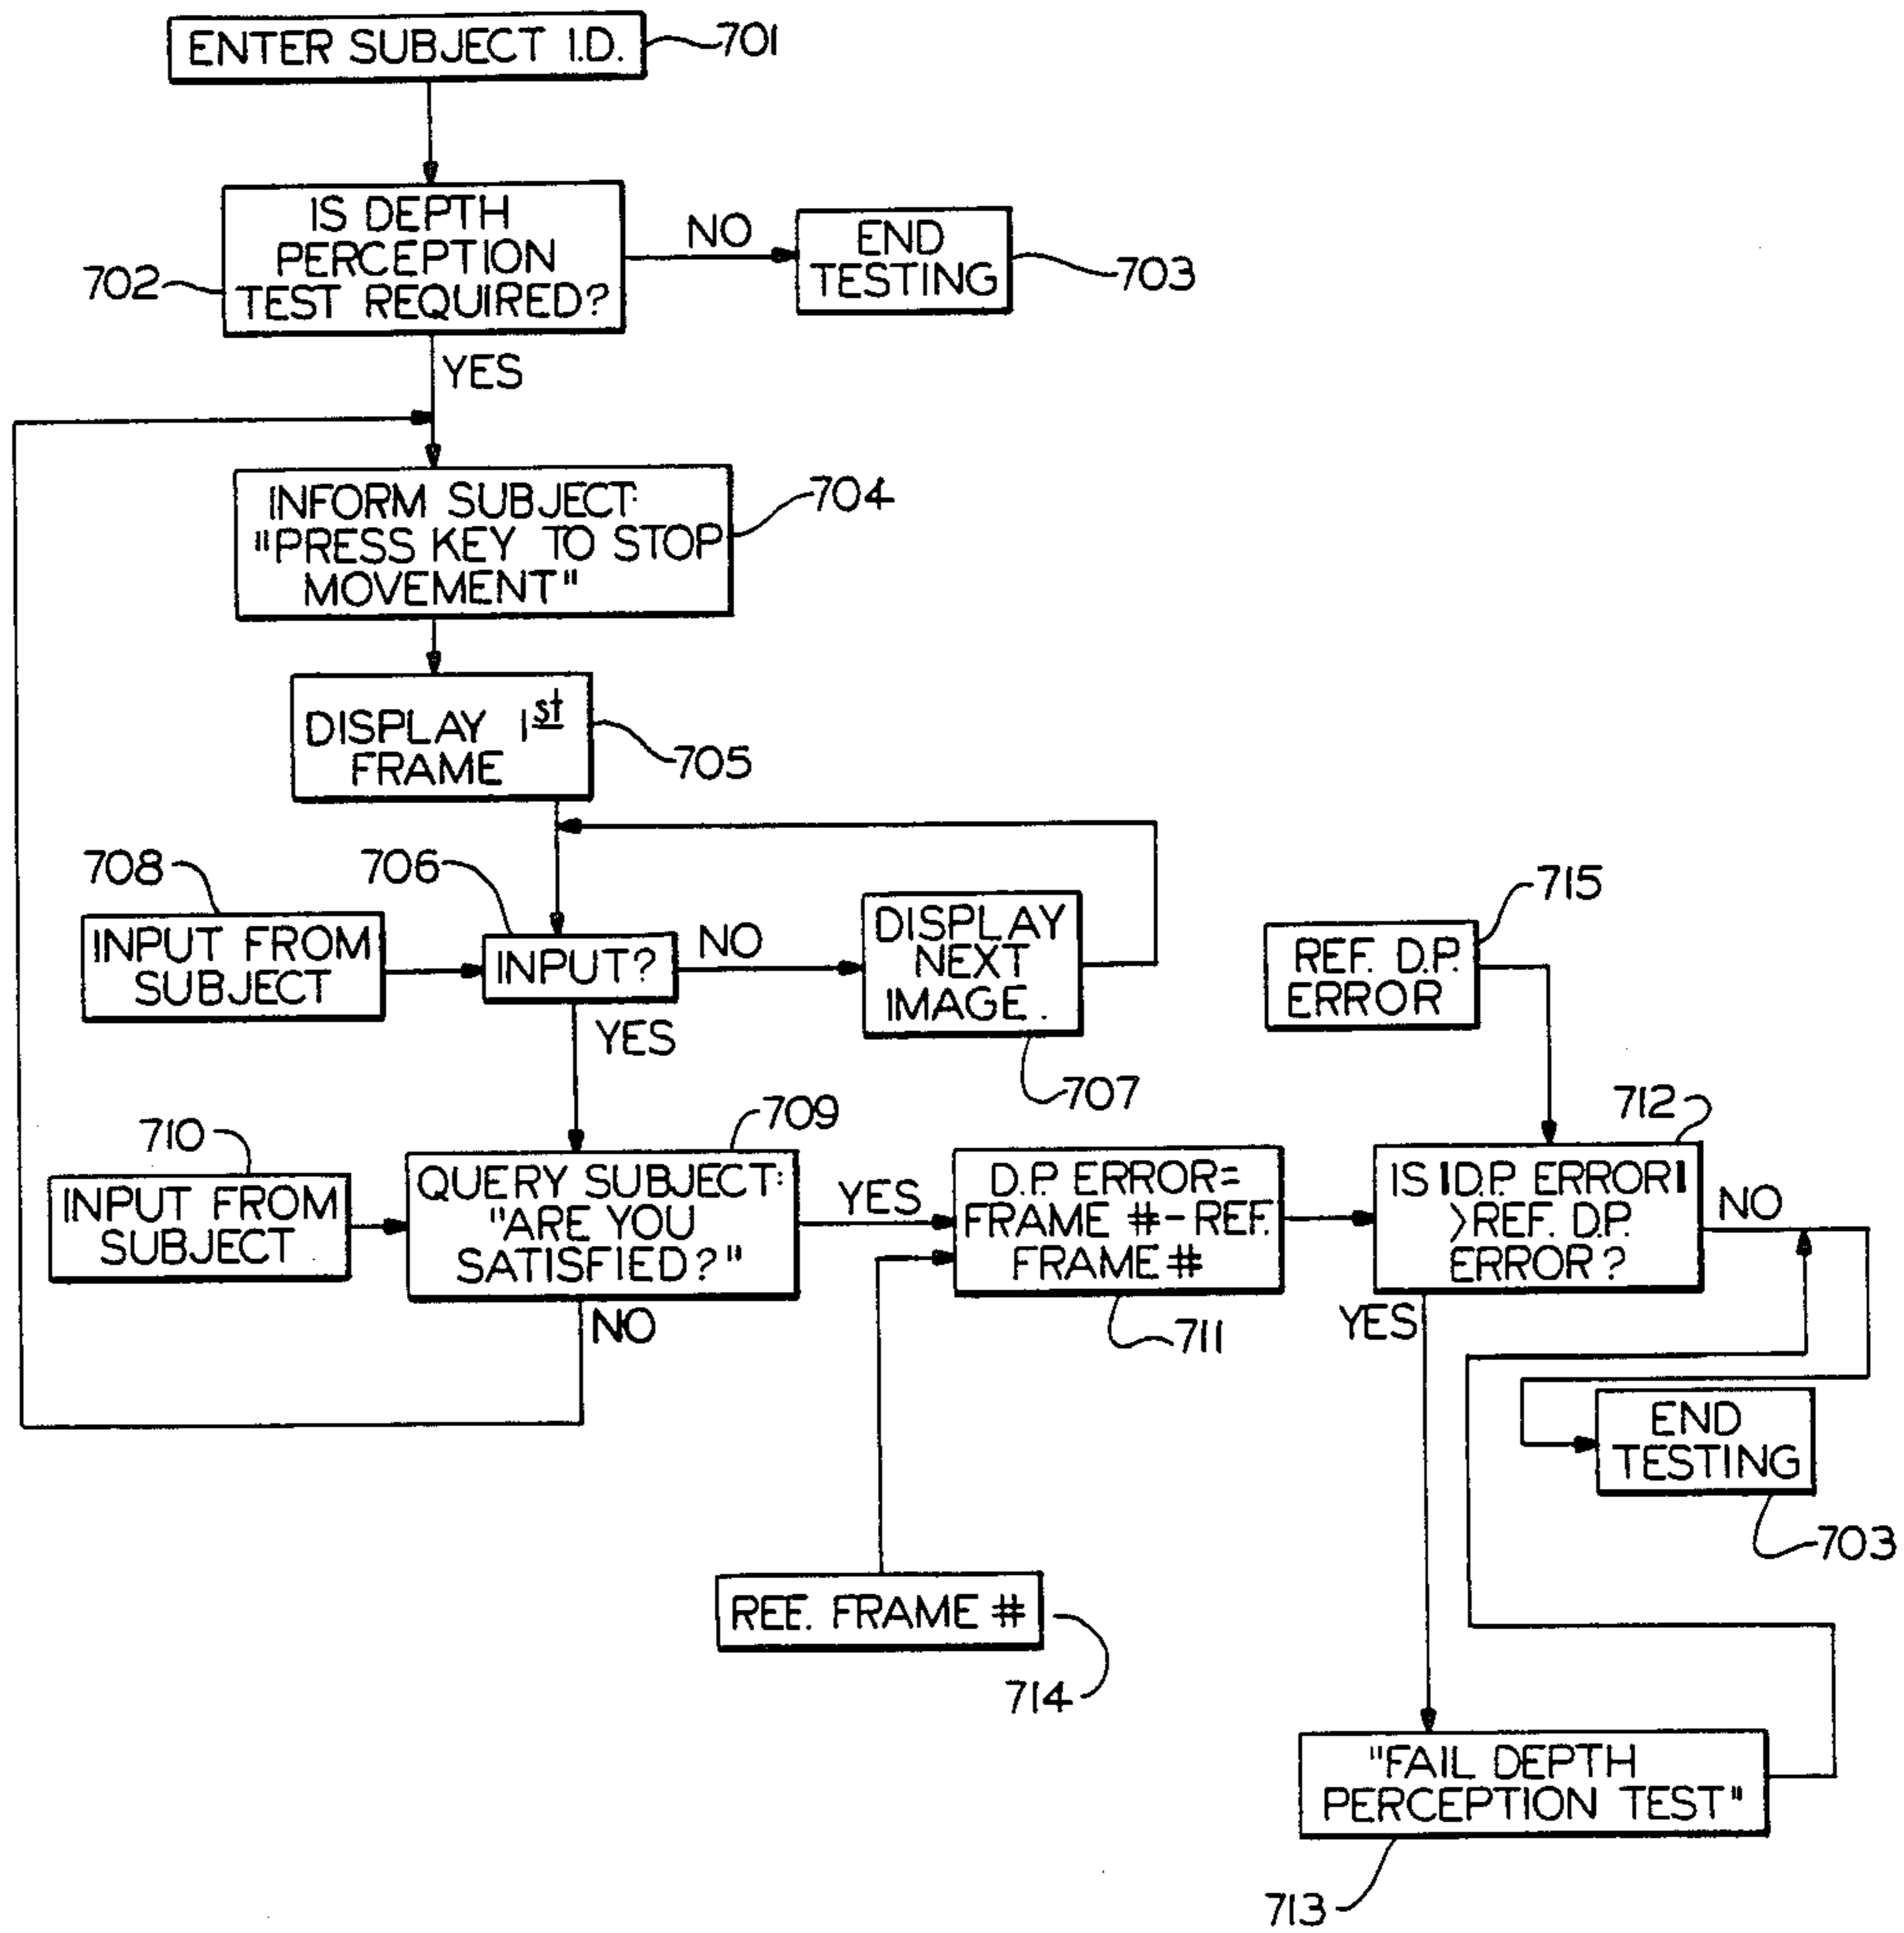 ENTER SUBJECT I.D.
701
IS DEPTH
PERCEPTION
TEST REQUIRED?
702
NO
END
TESTING
703
YES
INFORM SUBJECT:
"PRESS KEY TO STOP
MOVEMENT"
704
DISPLAY 1st
FRAME
705
708
INPUT FROM
SUBJECT
706
INPUT?
NO
DISPLAY
NEXT
IMAGE.
707
YES
715
REF. D.P.
ERROR
710
INPUT FROM
SUBJECT
709
QUERY SUBJECT:
"ARE YOU
SATISFIED?"
YES
NO
D.P. ERROR=
FRAME #-REF.
FRAME #
711
712
IS |D.P. ERROR|
>REF. D.P.
ERROR?
NO
YES
END
TESTING
703
REE. FRAME #
714
"FAIL DEPTH
PERCEPTION TEST"
713